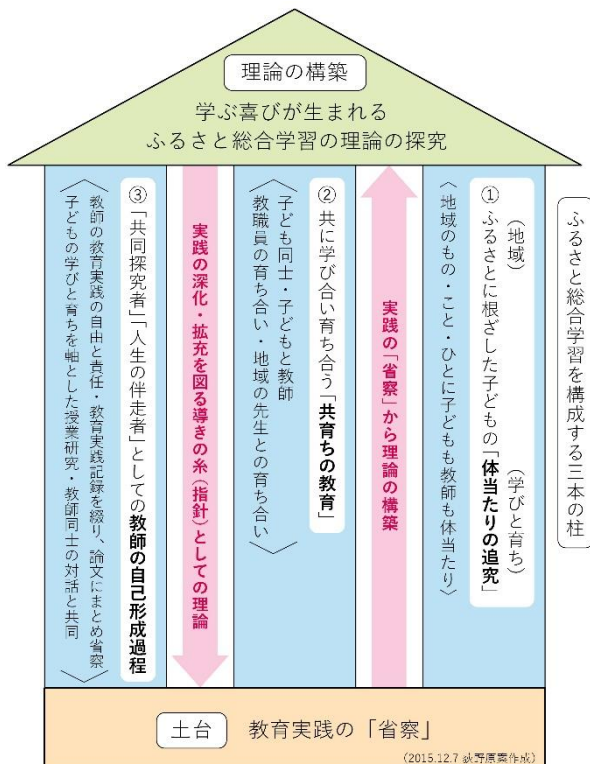 理論の構築
学ぶ喜びが生まれる
ふるさと総合学習の理論の探究
ふるさと総合学習を構成する三本の柱
(地域)
(学びと育ち)
① ふるさとに根ざした子どもの「体当たりの追究」
〈地域のもの・こと・ひとに子どもも教師も体当たり〉
実践の「省察」から理論の構築
② 共に学び合い育ち合う「共育ちの教育」
子ども同士・子どもと教師
教職員の育ち合い・地域の先生との育ち合い
実践の深化・拡充を図る導きの糸(指針)としての理論
③ 「共同探究者」「人生の伴走者」としての教師の自己形成過程
教師の教育実践の自由と責任・教育実践記録を綴り、論文にまとめ省察
子どもの学びと育ちを軸とした授業研究・教師同士の対話と共同
土台
教育実践の「省察」
(2015.12.7 荻野原案作成)